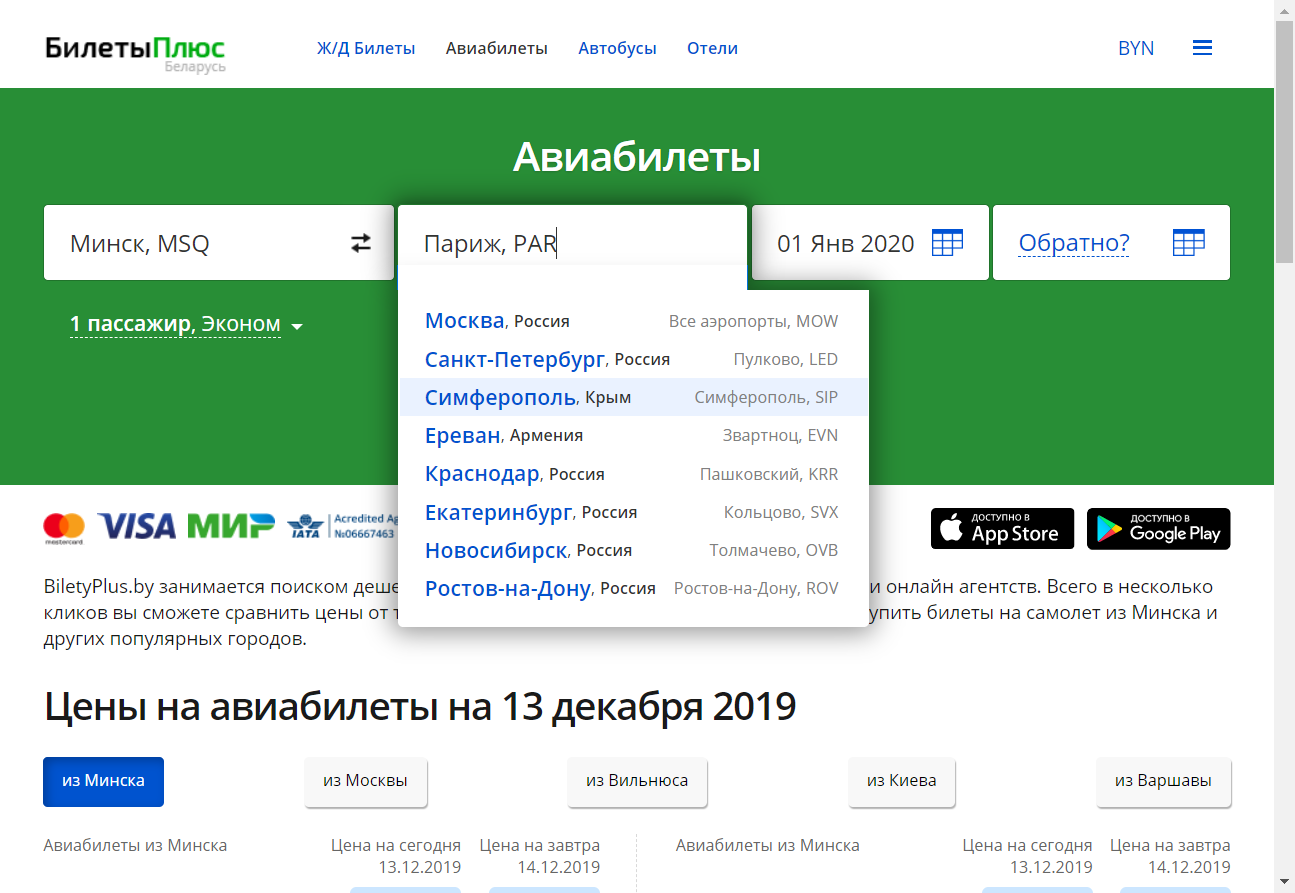 БилетыПлюс
Беларусь
Ж/Д Билеты
Авиабилеты
Автобусы
Отели
BYN
Авиабилеты
Минск, MSQ
Париж, PAR
01 Янв 2020
Обратно?
1 пассажир, Эконом
Москва, Россия Все аэропорты, MOW
Санкт-Петербург, Россия Пулково, LED
Симферополь, Крым Симферополь, SIP
Ереван, Армения Звартноц, EVN
Краснодар, Россия Пашковский, KRR
Екатеринбург, Россия Кольцово, SVX
Новосибирск, Россия Толмачево, OVB
Ростов-на-Дону, Россия Ростов-на-Дону, ROV
mastercard
VISA
МИР
IATA
Accredited Ag
№06667463
ДОСТУПНО В
App Store
ДОСТУПНО В
Google Play
BiletyPlus.by занимается поиском деше и онлайн агентств. Всего в несколько
кликов вы сможете сравнить цены от т упить билеты на самолет из Минска и
других популярных городов.
Цены на авиабилеты на 13 декабря 2019
из Минска
из Москвы
из Вильнюса
из Киева
из Варшавы
Авиабилеты из Минска
Цена на сегодня
13.12.2019
Цена на завтра
14.12.2019
Авиабилеты из Минска
Цена на сегодня
13.12.2019
Цена на завтра
14.12.2019